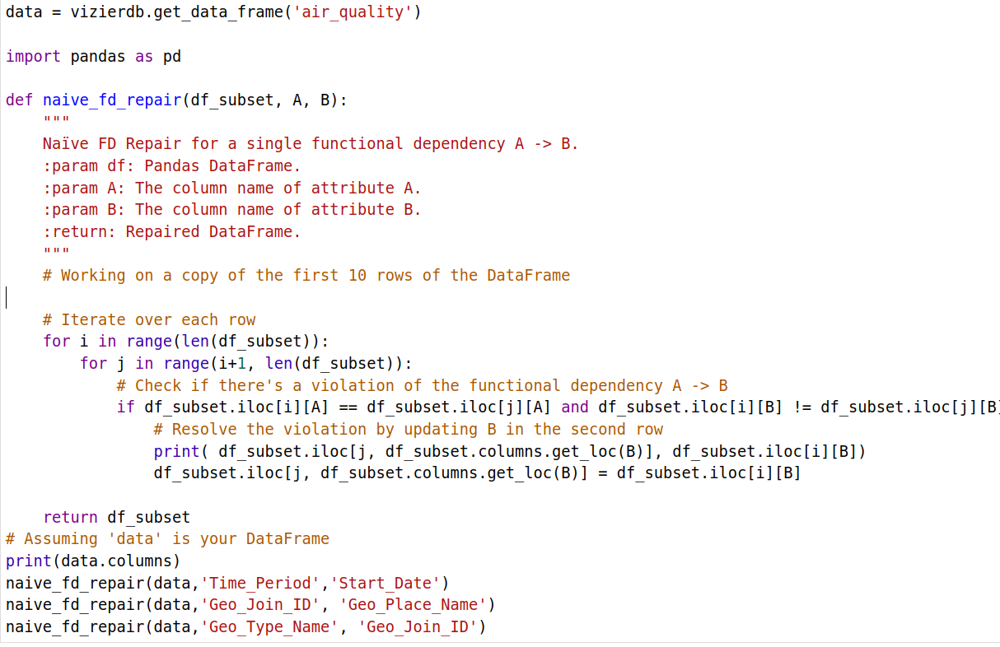 data = vizierdb.get_data_frame('air_quality')
import pandas as pd
def naive_fd_repair(df_subset, A, B):
    """
    Naïve FD Repair for a single functional dependency A -> B.
    :param df: Pandas DataFrame.
    :param A: The column name of attribute A.
    :param B: The column name of attribute B.
    :return: Repaired DataFrame.
    """
    # Working on a copy of the first 10 rows of the DataFrame
    # Iterate over each row
    for i in range(len(df_subset)):
        for j in range(i+1, len(df_subset)):
            # Check if there's a violation of the functional dependency A -> B
            if df_subset.iloc[i][A] == df_subset.iloc[j][A] and df_subset.iloc[i][B] != df_subset.iloc[j][B]
                # Resolve the violation by updating B in the second row
                print( df_subset.iloc[j, df_subset.columns.get_loc(B)], df_subset.iloc[i][B])
                df_subset.iloc[j, df_subset.columns.get_loc(B)] = df_subset.iloc[i][B]
    return df_subset
# Assuming 'data' is your DataFrame
print(data.columns)
naive_fd_repair(data,'Time_Period','Start_Date')
naive_fd_repair(data,'Geo_Join_ID', 'Geo_Place_Name')
naive_fd_repair(data,'Geo_Type_Name', 'Geo_Join_ID')